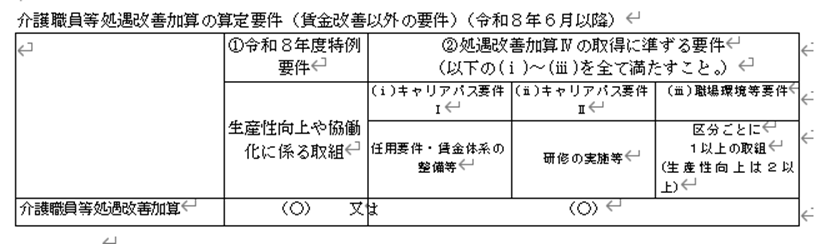 介護職員等処遇改善加算の算定要件（賃金改善以外の要件）（令和８年６月以降）
①令和８年度特例
要件
②処遇改善加算Ⅳの取得に準ずる要件
（以下の(ⅰ)～(ⅲ)を全て満たすこと。）
生産性向上や協働
化に係る取組
(ⅰ)キャリアパス要件
Ⅰ
(ⅱ)キャリアパス要件
Ⅱ
(ⅲ)職場環境等要件
任用要件・賃金体系の
整備等
研修の実施等
区分ごとに
１以上の取組
(生産性向上は２以
上)
介護職員等処遇改善加算 （○） 又は （○）